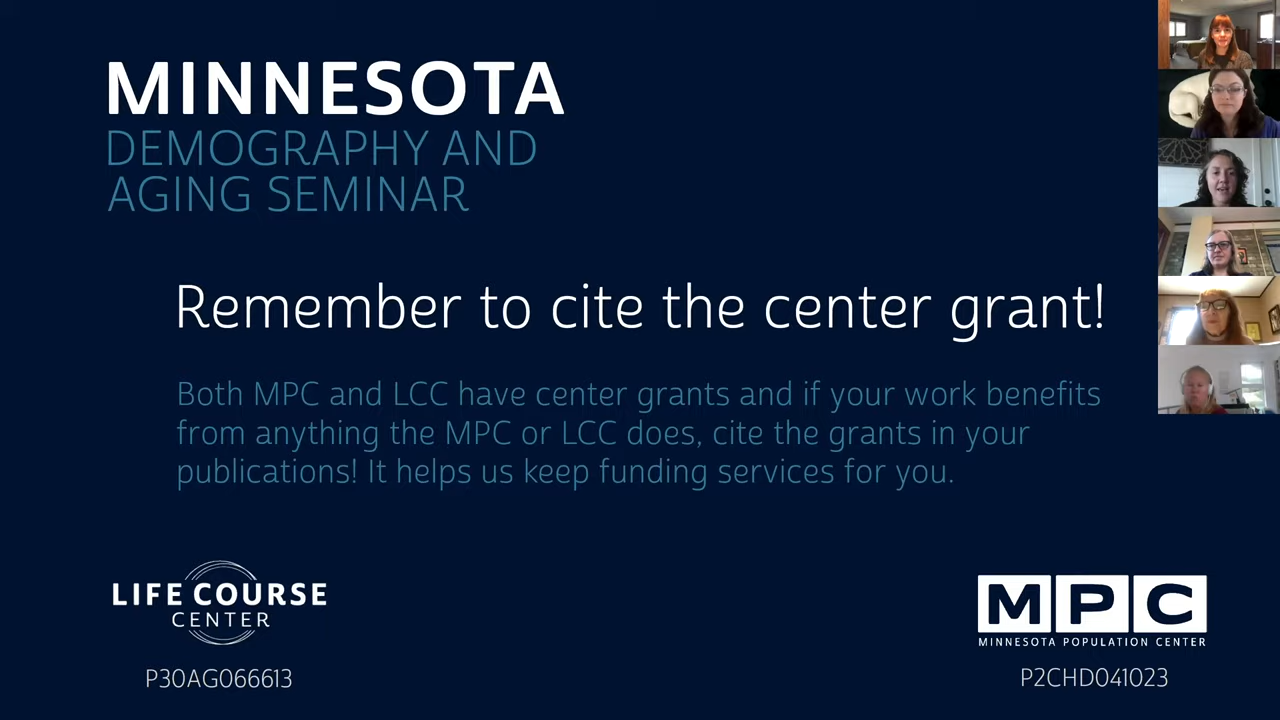 MINNESOTA
DEMOGRAPHY AND
AGING SEMINAR
Remember to cite the center grant!
Both MPC and LCC have center grants and if your work benefits
from anything the MPC or LCC does, cite the grants in your
publications! It helps us keep funding services for you.
LIFE COURSE
CENTER
P30AG066613
MPC
MINNESOTA POPULATION CENTER
P2CHD041023